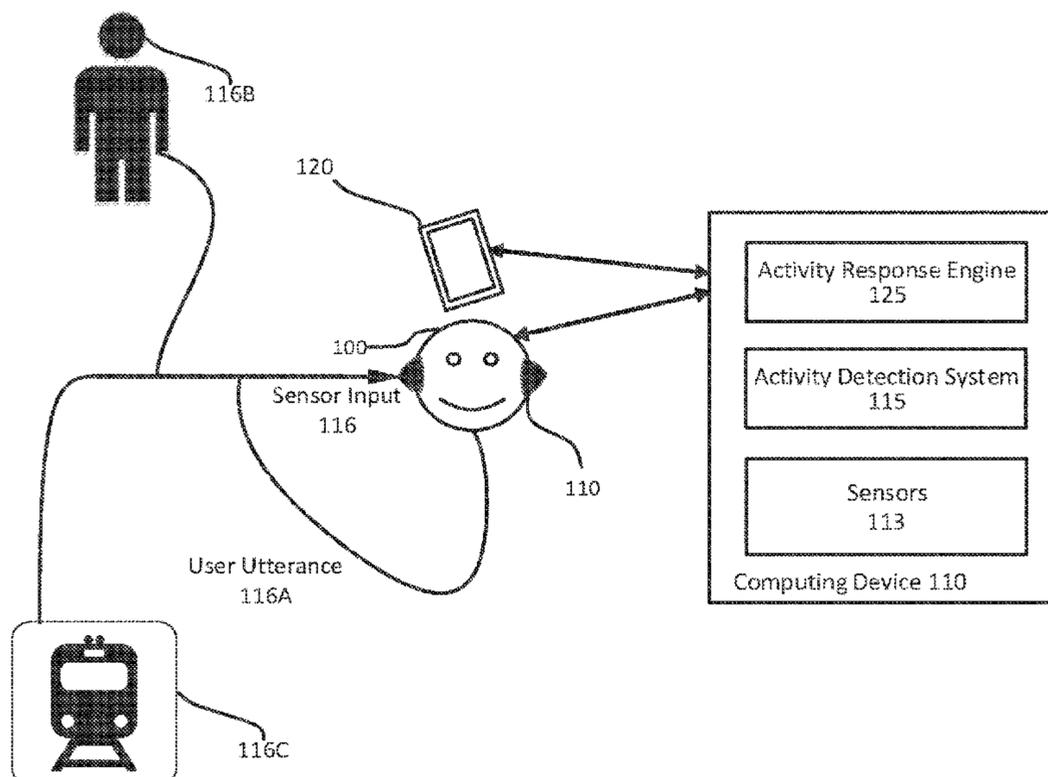 116B
120
Activity Response Engine
125
100
Activity Detection System
115
Sensor Input
116
110
Sensors
113
User Utterance
116A
Computing Device 110
116C